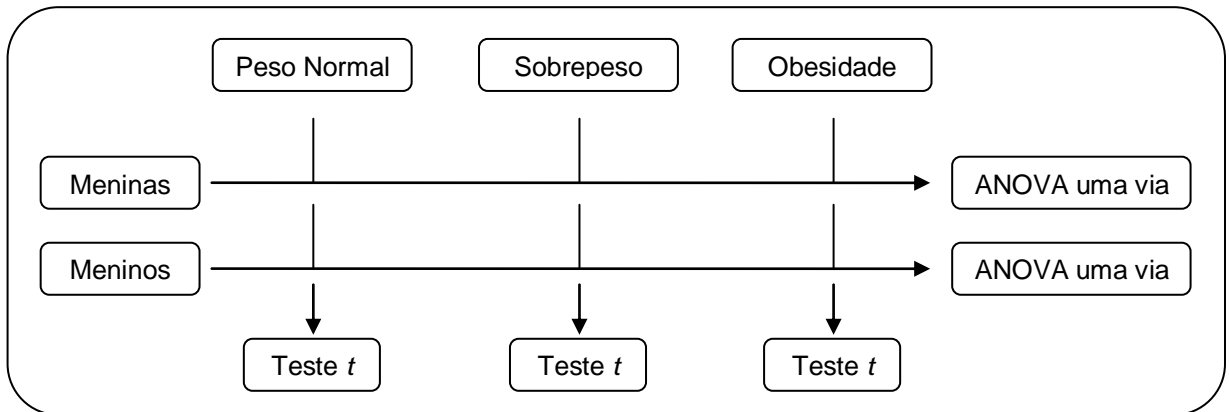 Peso Normal Sobrepeso Obesidade
Meninas ANOVA uma via
Meninos ANOVA uma via
Teste t Teste t Teste t